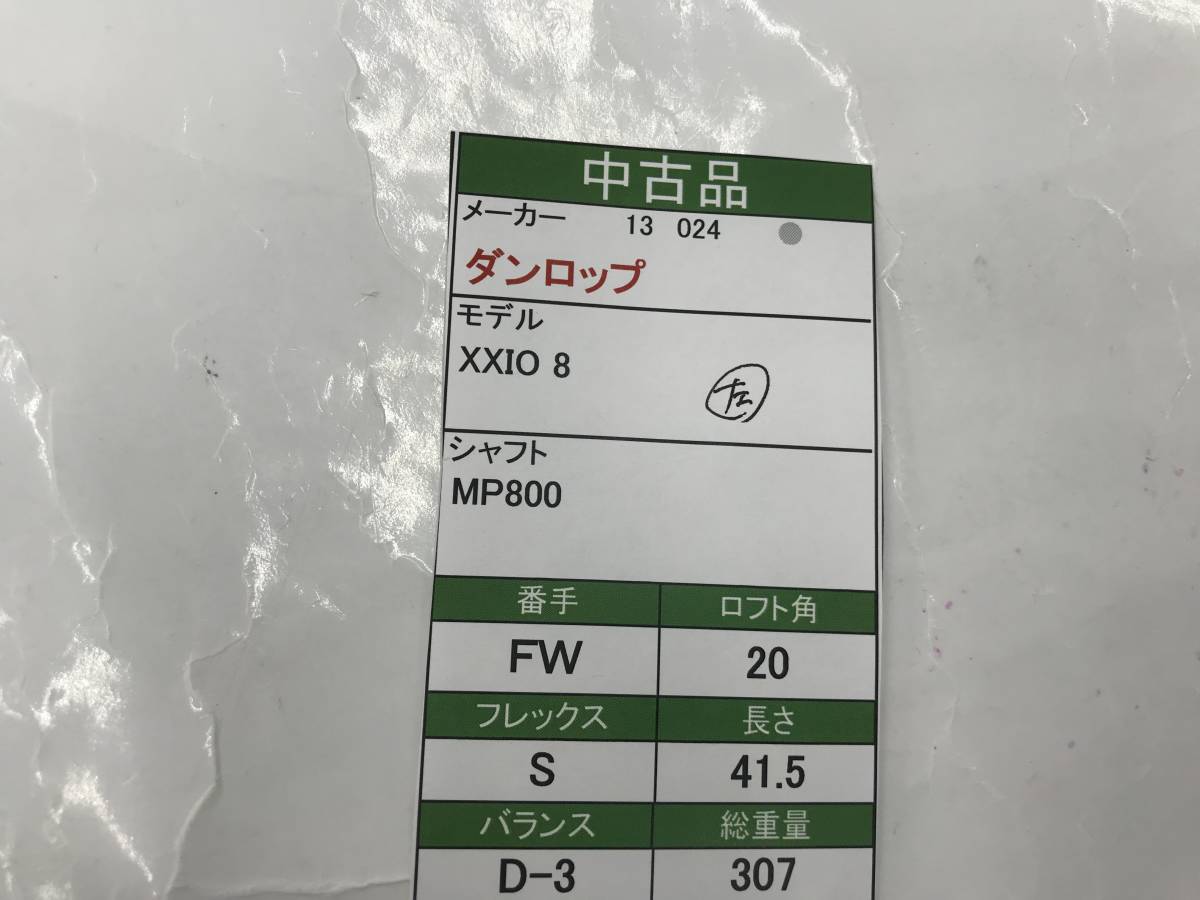 中古品
メーカー 13 024
ダンロップ
モデル
XXIO 8
左
シャフト
MP800
番手 ロフト角
FW 20
フレックス 長さ
S 41.5
バランス 総重量
D-3 307